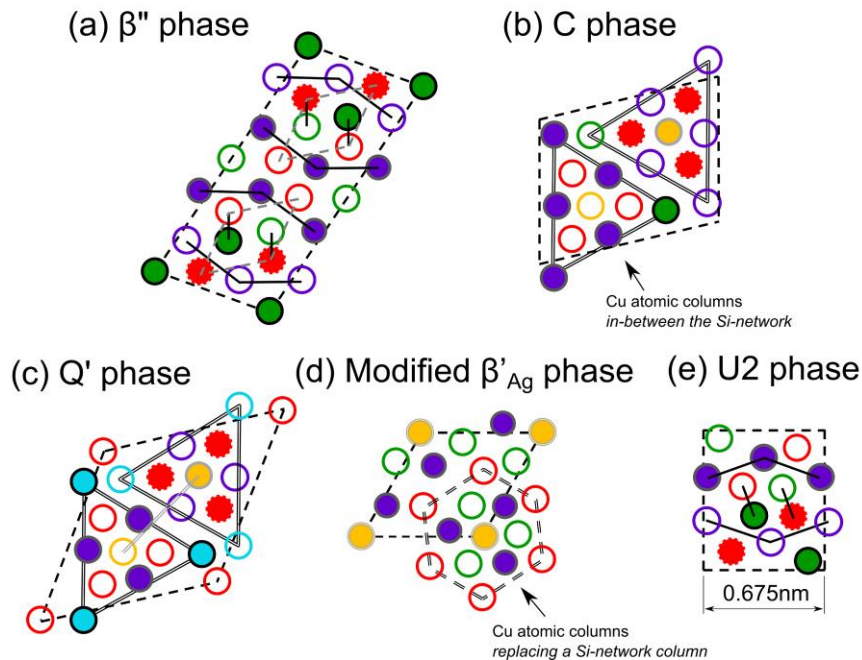 (a) β" phase
(b) C phase
Cu atomic columns
in-between the Si-network
(c) Q' phase
(d) Modified β'Ag phase
(e) U2 phase
0.675nm
Cu atomic columns
replacing a Si-network column